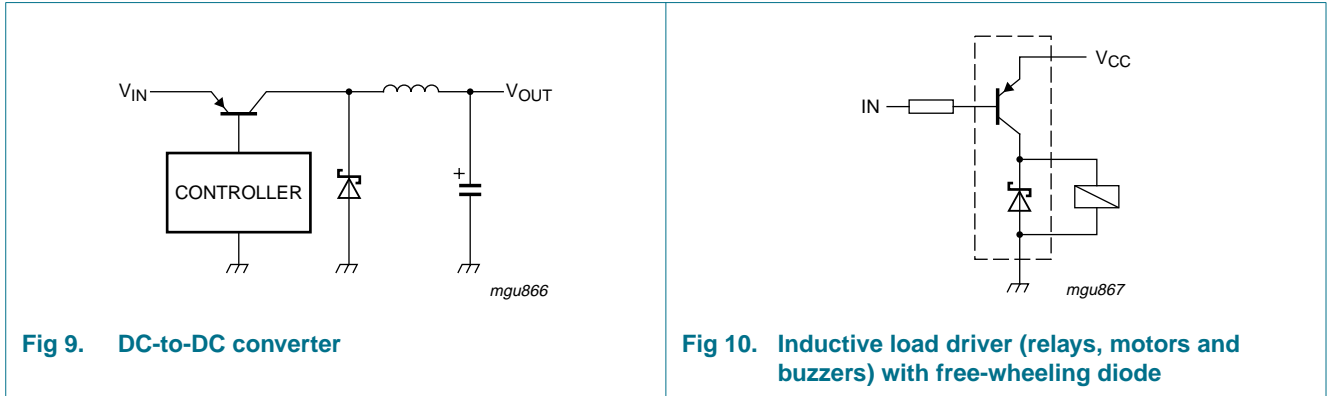 V_IN
V_OUT
CONTROLLER
+
mgu866
Fig 9. DC-to-DC converter
V_CC
IN
mgu867
Fig 10. Inductive load driver (relays, motors and
buzzers) with free-wheeling diode